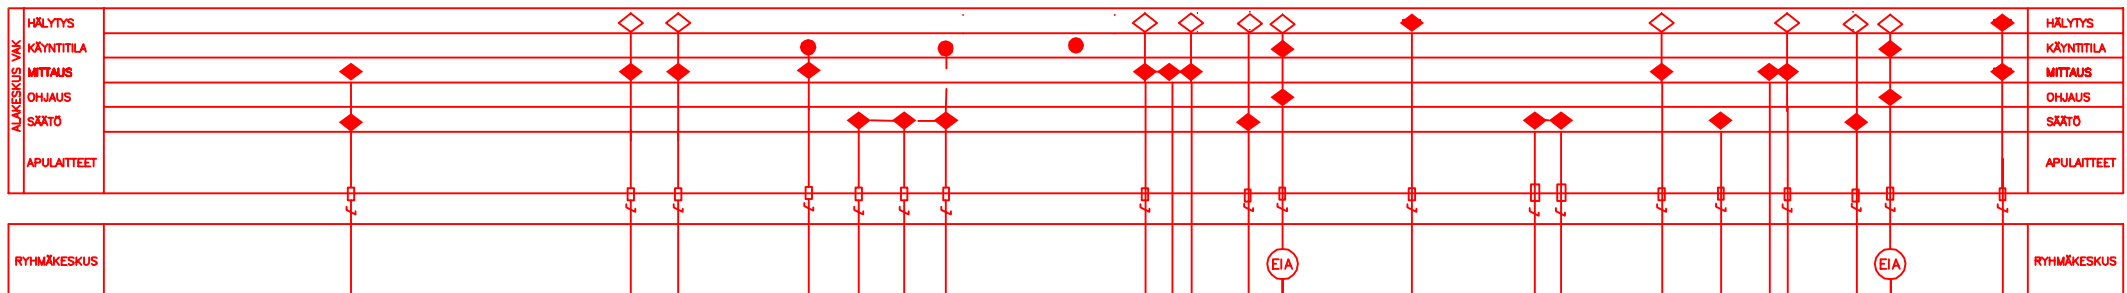 ALAKESKUS VAK
HÄLYTYS HÄLYTYS
KÄYNTITILA KÄYNTITILA
MITTAUS MITTAUS
OHJAUS OHJAUS
SÄÄTÖ SÄÄTÖ
APULAITTEET APULAITTEET
RYHMÄKESKUS EIA EIA RYHMÄKESKUS